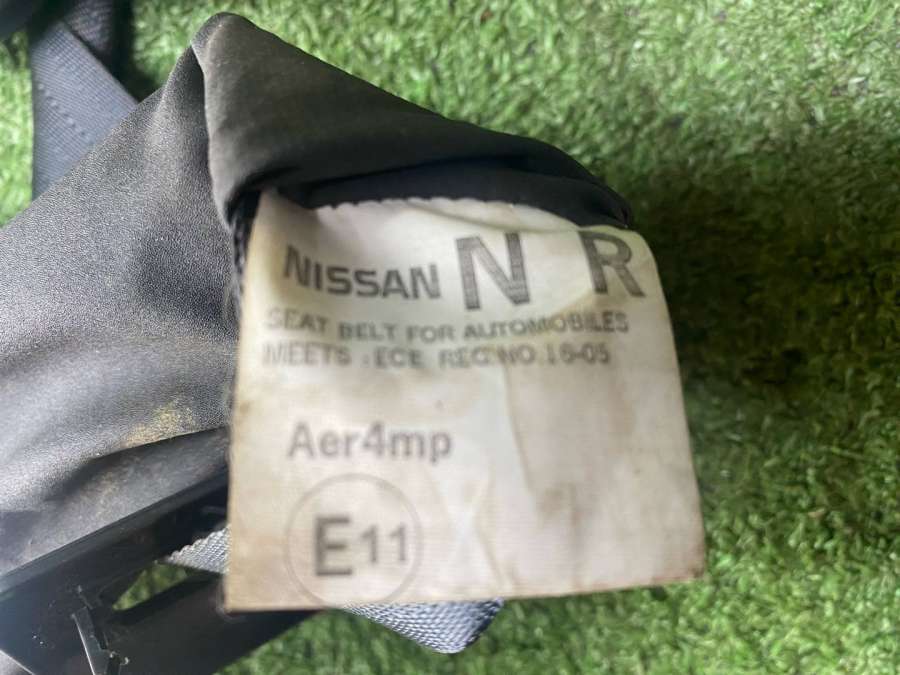 NISSAN N R
SEAT BELT FOR AUTOMOBILES
MEETS . ECE REG NO. 16-05
Aer4mp
E11